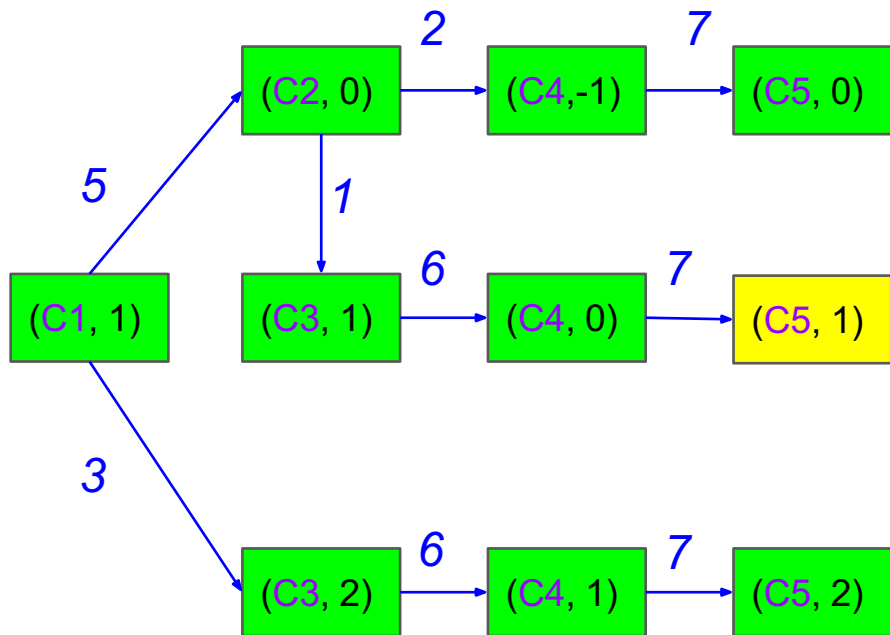 2 7
(C2, 0) (C4,-1) (C5, 0)
5 1
6 7
(C1, 1) (C3, 1) (C4, 0) (C5, 1)
3
6 7
(C3, 2) (C4, 1) (C5, 2)